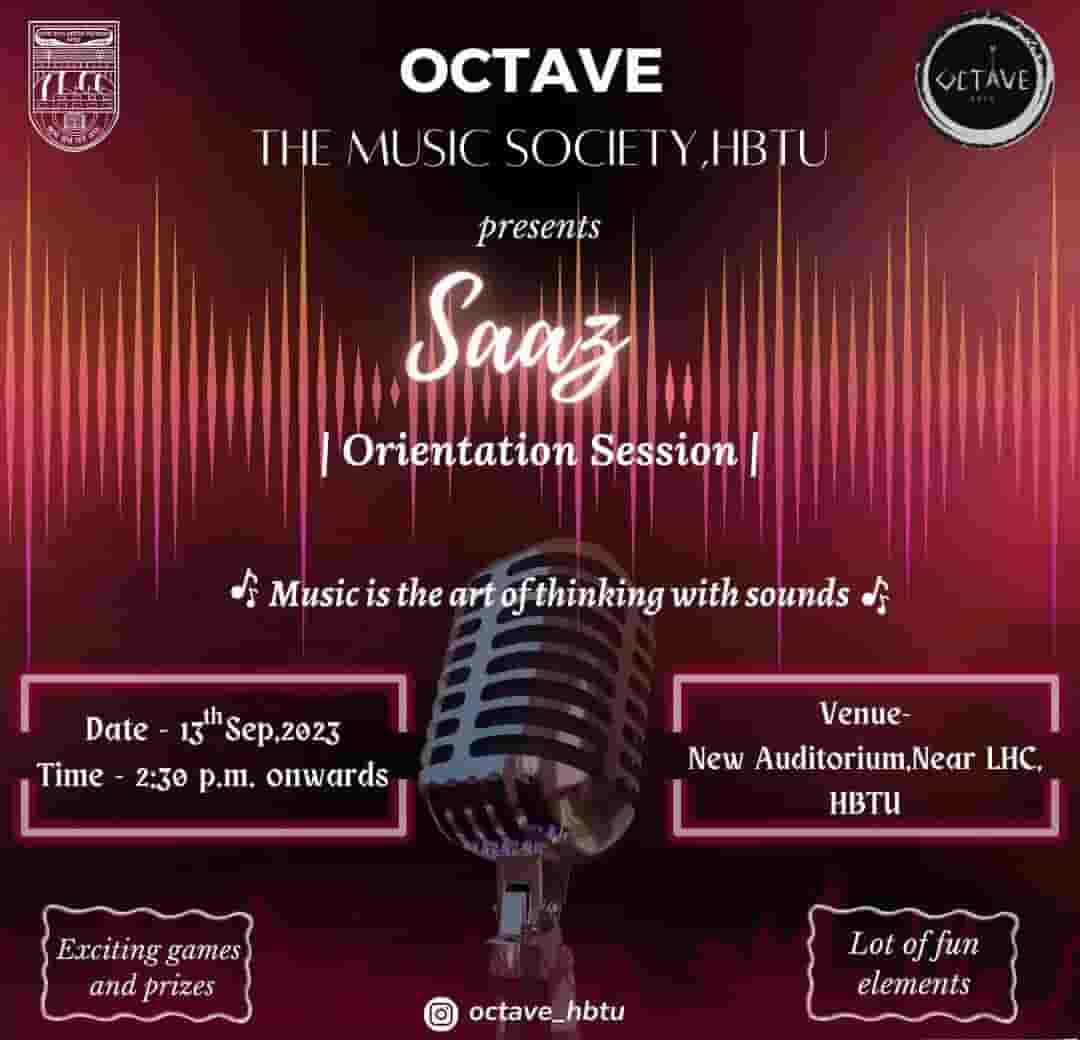 OCTAVE
OCTAVE
THE MUSIC SOCIETY,HBTU
presents
Saaz
| Orientation Session |
Music is the art of thinking with sounds
Date - 13th Sep,2023
Time - 2:30 p.m. onwards
Venue-
New Auditorium,Near LHC,
HBTU
Exciting games
and prizes
Lot of fun
elements
octave_hbtu